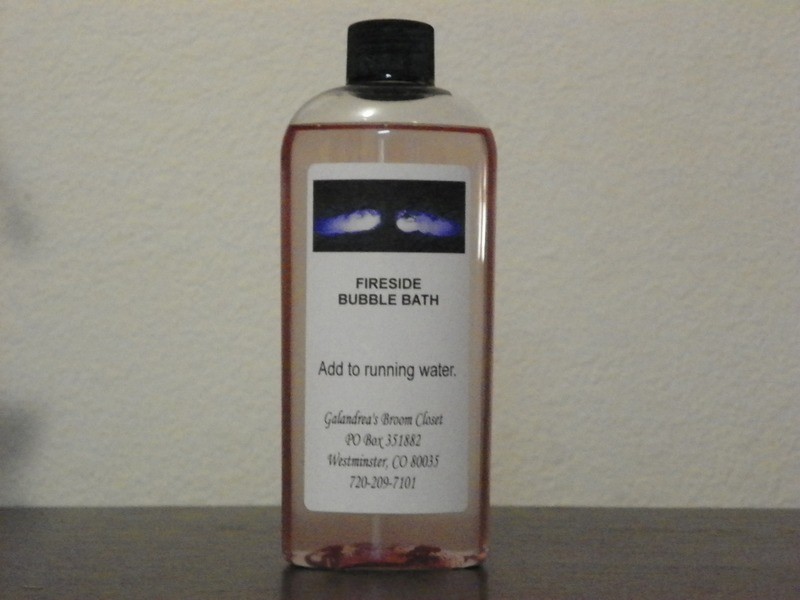 FIRESIDE
BUBBLE BATH
Add to running water.
Galandrea's Broom Closet
PO Box 351882
Westminster, CO 80035
720-209-7101